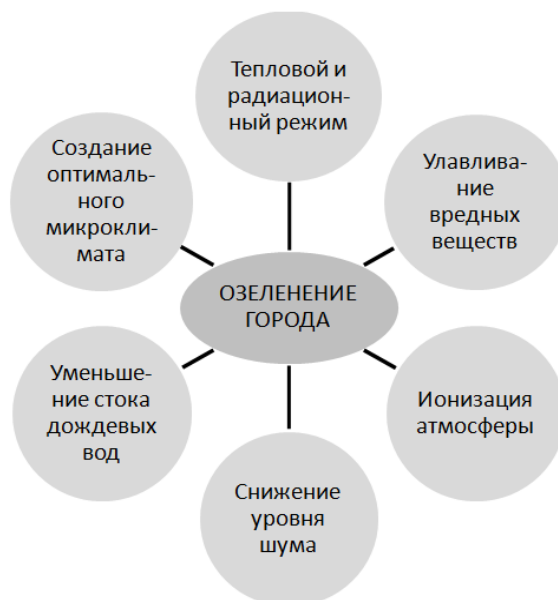 Тепловой и
радиацион-
ный режим
Улавлива-
ние
вредных
веществ
Ионизация
атмосферы
Снижение
уровня
шума
Уменьше-
ние стока
дождевых
вод
Создание
оптималь-
ного
микрокли-
мата
ОЗЕЛЕНЕНИЕ
ГОРОДА